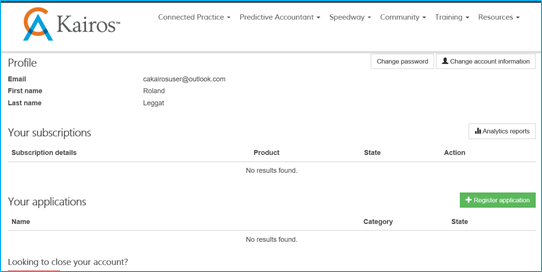 CA Kairos™
Connected Practice Predictive Accountant Speedway Community Training Resources
Profile
Change password Change account information
Email cakairosuser@outlook.com
First name Roland
Last name Leggat
Your subscriptions
Analytics reports
Subscription details Product State Action
No results found.
Your applications
Register application
Name Category State
No results found.
Looking to close your account?